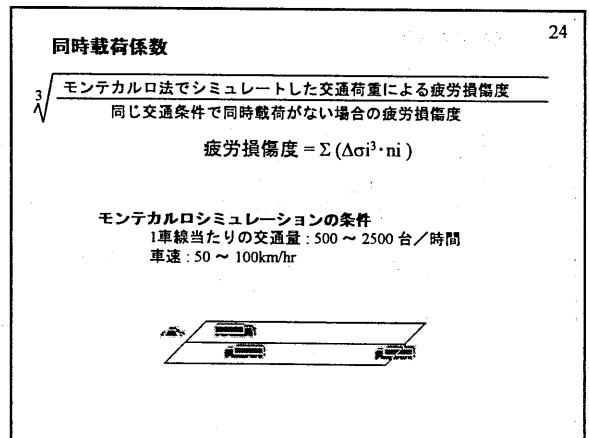 24
同時載荷係数
3
√
モンテカルロ法でシミュレートした交通荷重による疲労損傷度
同じ交通条件で同時載荷がない場合の疲労損傷度
疲労損傷度 = Σ (Δσi³·ni )
モンテカルロシミュレーションの条件
1車線当たりの交通量 : 500 ～ 2500 台／時間
車速 : 50 ～ 100km/hr